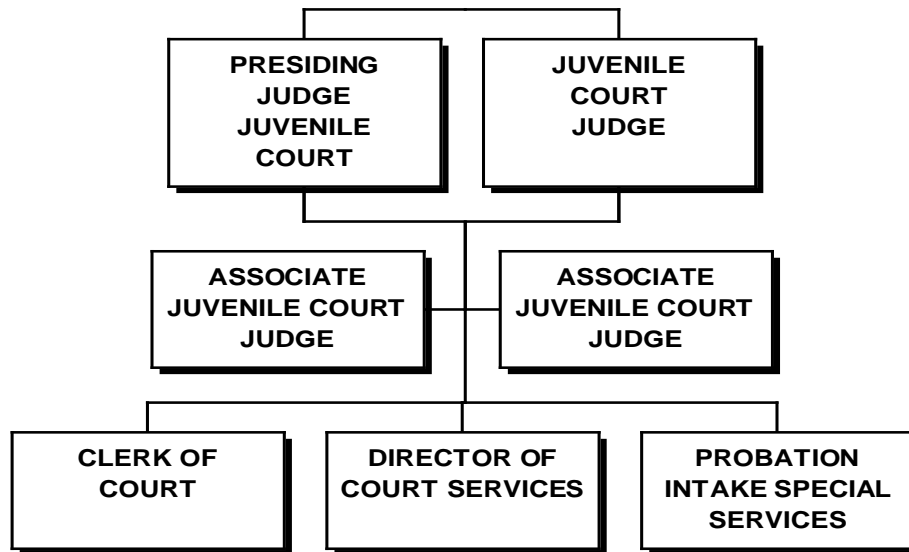 PRESIDING
JUDGE
JUVENILE
COURT
JUVENILE
COURT
JUDGE
ASSOCIATE
JUVENILE COURT
JUDGE
ASSOCIATE
JUVENILE COURT
JUDGE
CLERK OF
COURT
DIRECTOR OF
COURT SERVICES
PROBATION
INTAKE SPECIAL
SERVICES